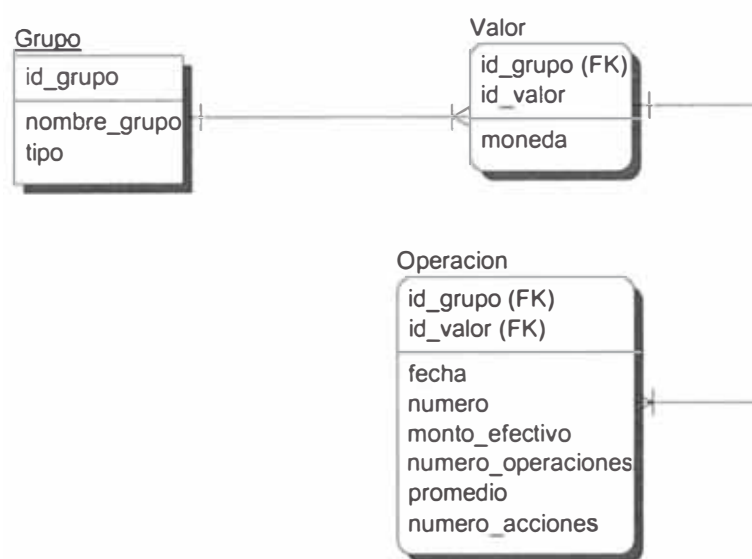 Grupo
id_grupo
nombre_grupo
tipo
Valor
id_grupo (FK)
id_valor
moneda
Operacion
id_grupo (FK)
id_valor (FK)
fecha
numero
monto_efectivo
numero_operaciones
promedio
numero_acciones